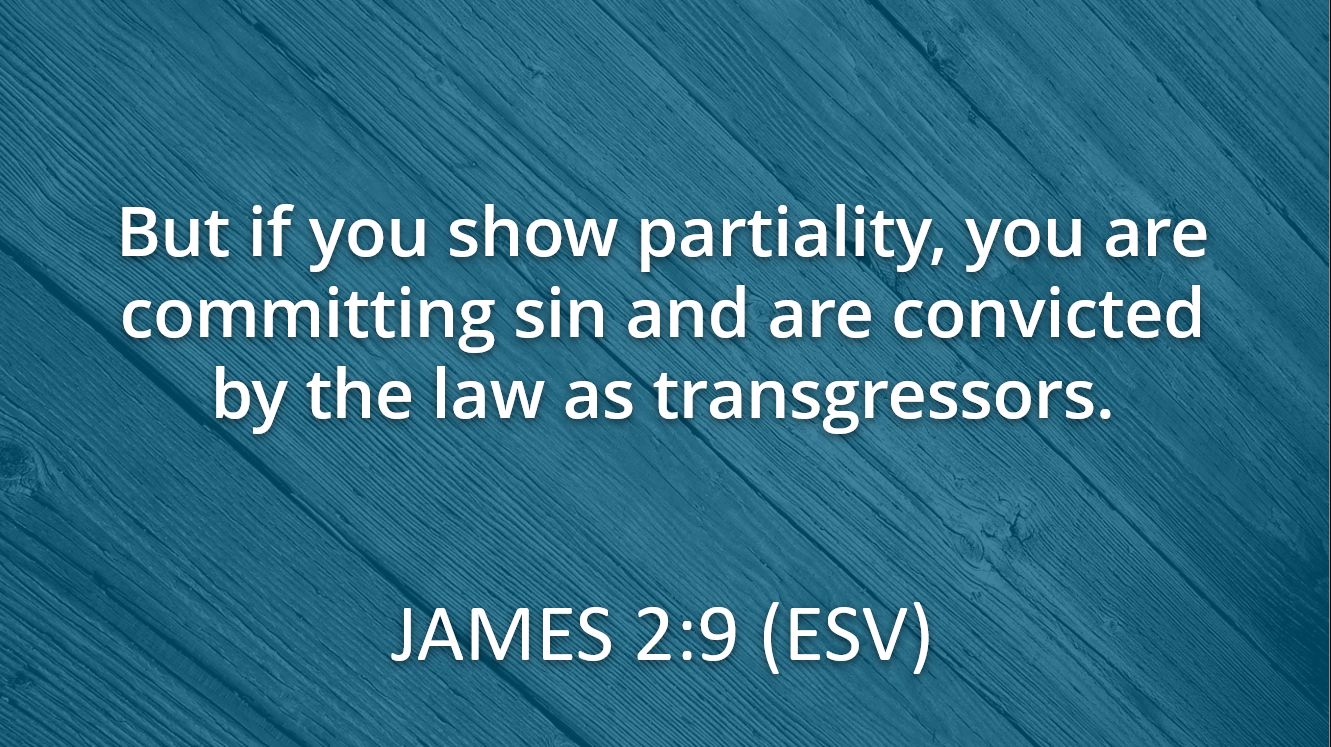 But if you show partiality, you are
committing sin and are convicted
by the law as transgressors.
JAMES 2:9 (ESV)